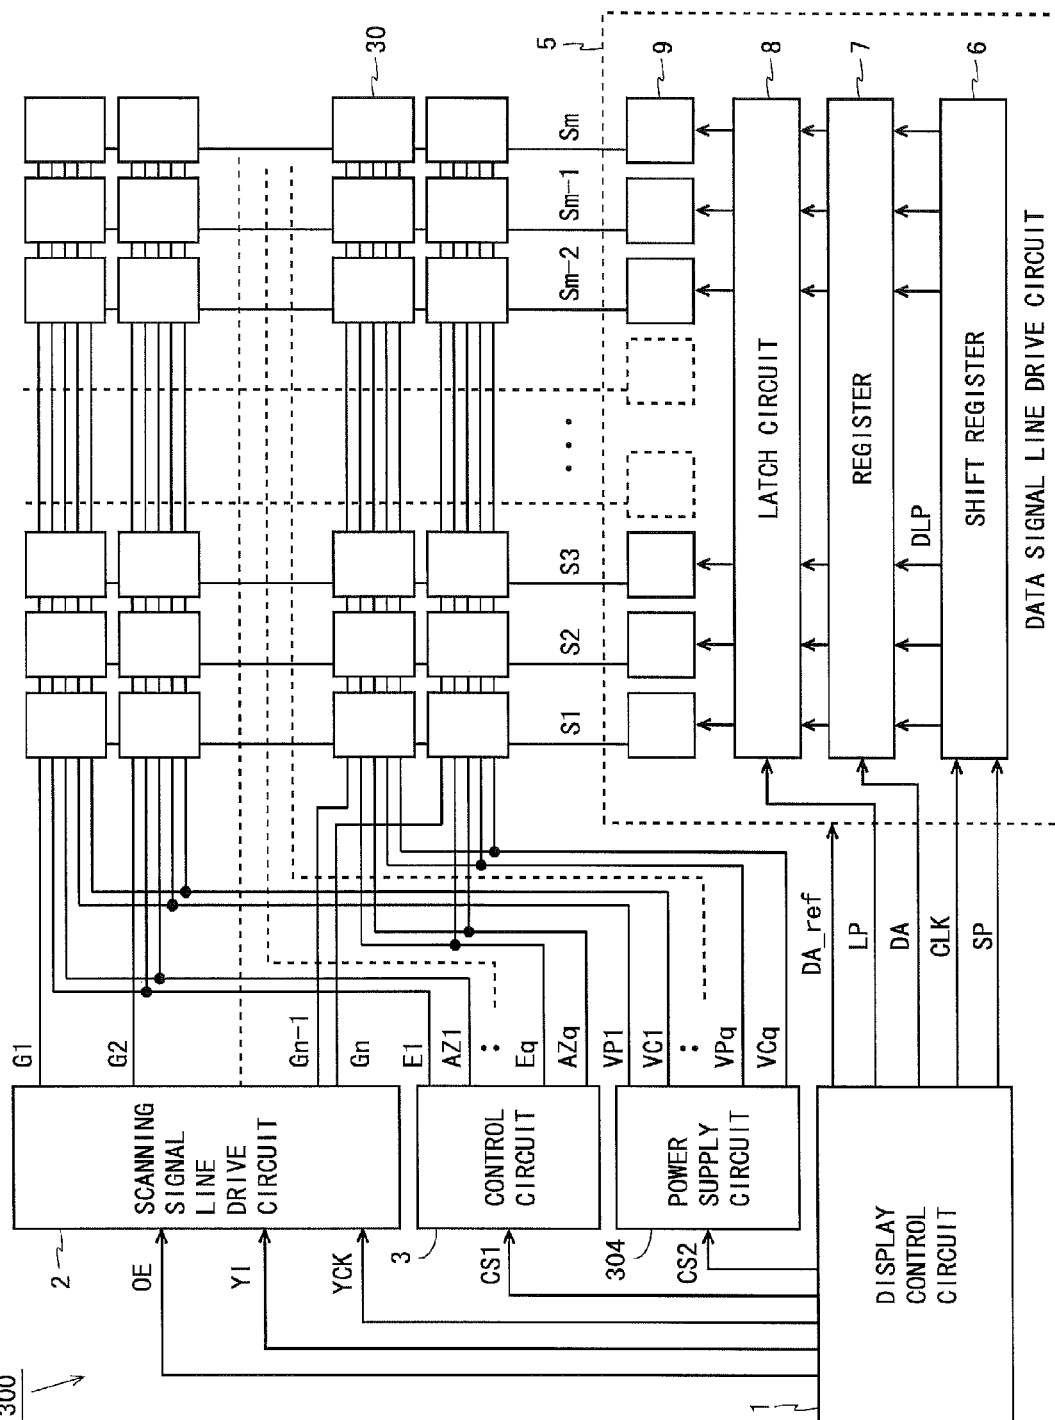 300
1
DISPLAY
CONTROL
CIRCUIT
OE
YI
YCK
CS1
CS2
2
SCANNING
SIGNAL
LINE
DRIVE
CIRCUIT
3
CONTROL
CIRCUIT
304
POWER
SUPPLY
CIRCUIT
G1
G2
Gn-1
Gn
E1
AZ1
:
Eq
AZq
VP1
VC1
:
VPq
VCq
DA_ref
LP
DA
CLK
SP
30
S1
S2
S3
...
Sm-2
Sm-1
Sm
5
9
8
LATCH CIRCUIT
7
REGISTER
DLP
6
SHIFT REGISTER
DATA SIGNAL LINE DRIVE CIRCUIT